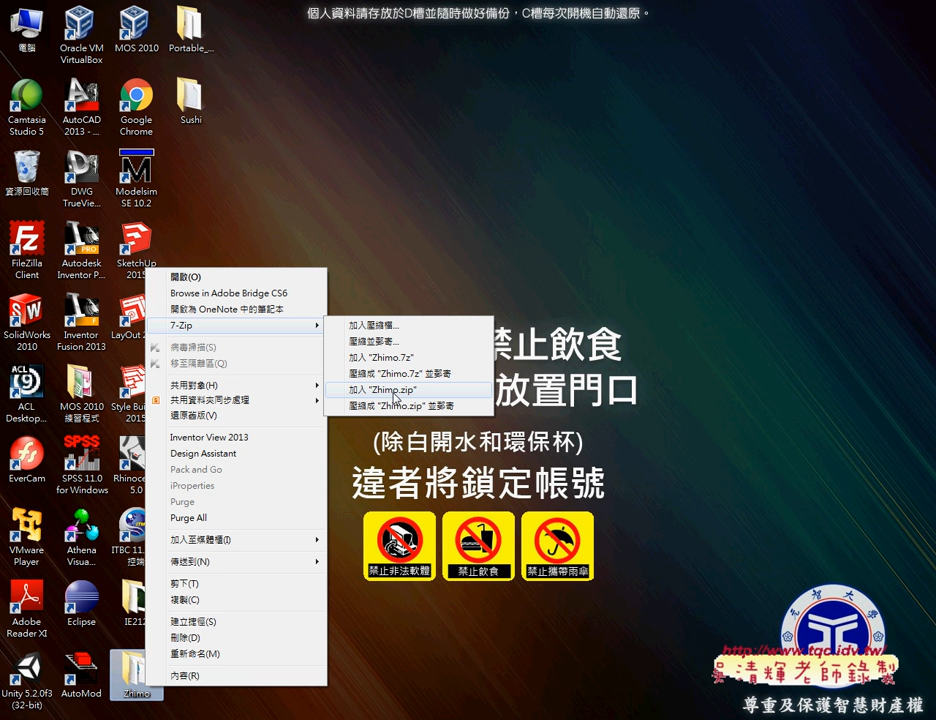 個人資料請存放於D槽並隨時做好備份，C槽每次開機自動還原。
電腦
Oracle VM
VirtualBox
MOS 2010
Portable_...
Camtasia
Studio 5
AutoCAD
2013 - ...
Google
Chrome
Sushi
資源回收筒
DWG
TrueVie...
Modelsim
SE 10.2
FileZilla
Client
Autodesk
Inventor P...
SketchUp
2015
SolidWorks
2010
Inventor
Fusion 2013
LayOut
ACL
Desktop...
MOS 2010
練習程式
Style Bui
2015
EverCam
SPSS 11.0
for Windows
Rhinoce
5.0
VMware
Player
Athena
Visua...
ITBC 11.
控端
Adobe
Reader XI
Eclipse
IE212
Unity 5.2.0f3
(32-bit)
AutoMod
Zhimo
開啟(O)
Browse in Adobe Bridge CS6
開啟為 OneNote 中的筆記本
7-Zip
病毒掃描(S)
移至隔離區(Q)
共用對象(H)
共用資料夾同步處理
還原舊版(V)
Inventor View 2013
Design Assistant
Pack and Go
iProperties
Purge
Purge All
加入至媒體櫃(I)
傳送到(N)
剪下(T)
複製(C)
建立捷徑(S)
刪除(D)
重新命名(M)
內容(R)
加入壓縮檔...
壓縮並郵寄...
加入 "Zhimo.7z"
壓縮成 "Zhimo.7z" 並郵寄
加入 "Zhimo.zip"
壓縮成 "Zhimo.zip" 並郵寄
禁止飲食
放置門口
(除白開水和環保杯)
違者將鎖定帳號
禁止非法軟體
禁止飲食
禁止攜帶雨傘
元智大學
http://www.tqc.idv.tw/
吳清輝老師錄製
尊重及保護智慧財產權